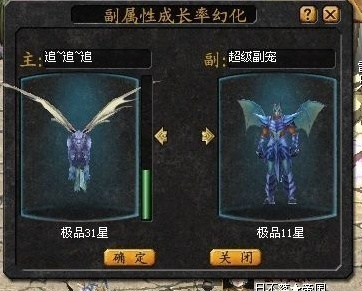 副属性成长率幻化
主:
追~追~追
副:
超级副宠
极品31星
极品11星
确 定
关 闭